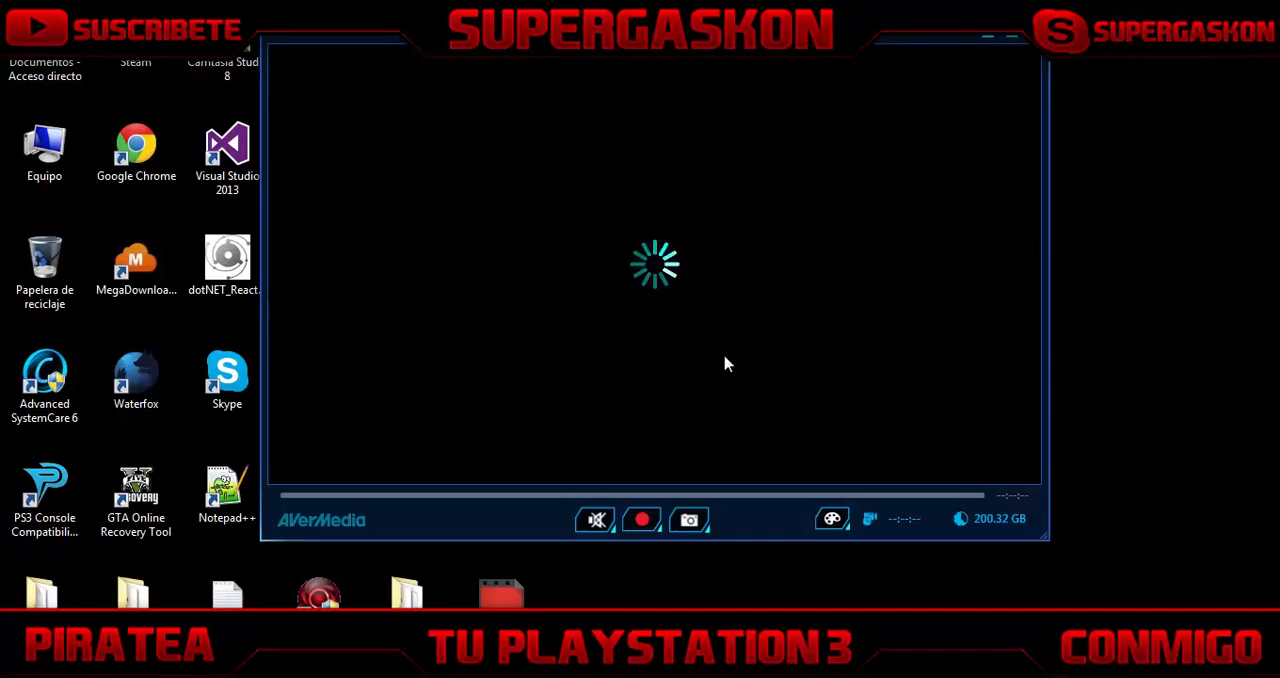 SUSCRIBETE
SUPERGASKON
SUPERGASKON
Documentos -
Acceso directo
Steam
Camtasia Studi
8
Equipo
Google Chrome
Visual Studio
2013
Papelera de
reciclaje
MegaDownloa...
dotNET_React.
Advanced
SystemCare 6
Waterfox
Skype
PS3 Console
Compatibili...
GTA Online
Recovery Tool
Notepad++
--:--:--
AVerMedia
--:--:--
200.32 GB
PIRATEA
TU PLAYSTATION 3
CONMIGO